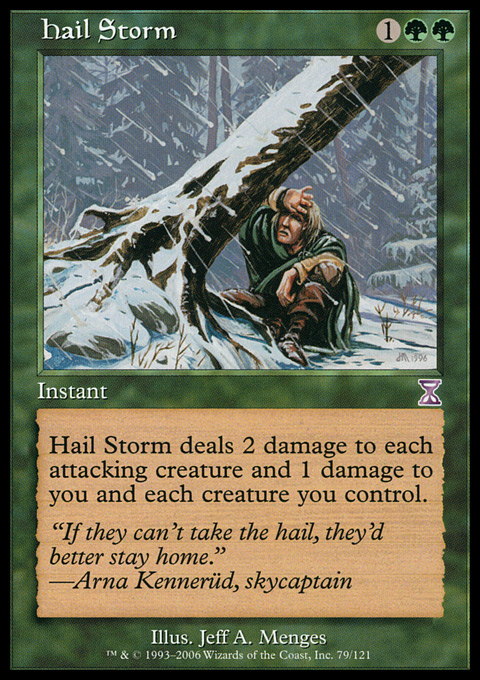 Hail Storm
1
Instant
Hail Storm deals 2 damage to each
attacking creature and 1 damage to
you and each creature you control.
"If they can't take the hail, they'd
better stay home."
—Arna Kennerüd, skycaptain
Illus. Jeff A. Menges
™ & © 1993–2006 Wizards of the Coast, Inc. 79/121